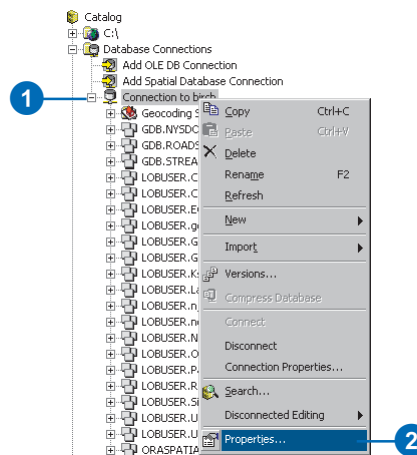 Catalog
C:\
Database Connections
Add OLE DB Connection
Add Spatial Database Connection
1
Connection to birch
Geocoding S
GDB.NYSDO
GDB.ROADS
GDB.STREA
LOBUSER.C
LOBUSER.C
LOBUSER.E
LOBUSER.g
LOBUSER.G
LOBUSER.G
LOBUSER.K
LOBUSER.L
LOBUSER.n
LOBUSER.n
LOBUSER.N
LOBUSER.O
LOBUSER.P
LOBUSER.R
LOBUSER.S
LOBUSER.U
LOBUSER.U
ORASPATIA
Copy Ctrl+C
Paste Ctrl+V
Delete
Rename F2
Refresh
New
Import
Versions...
Compress Database
Connect
Disconnect
Connection Properties...
Search...
Disconnected Editing
Properties...
2